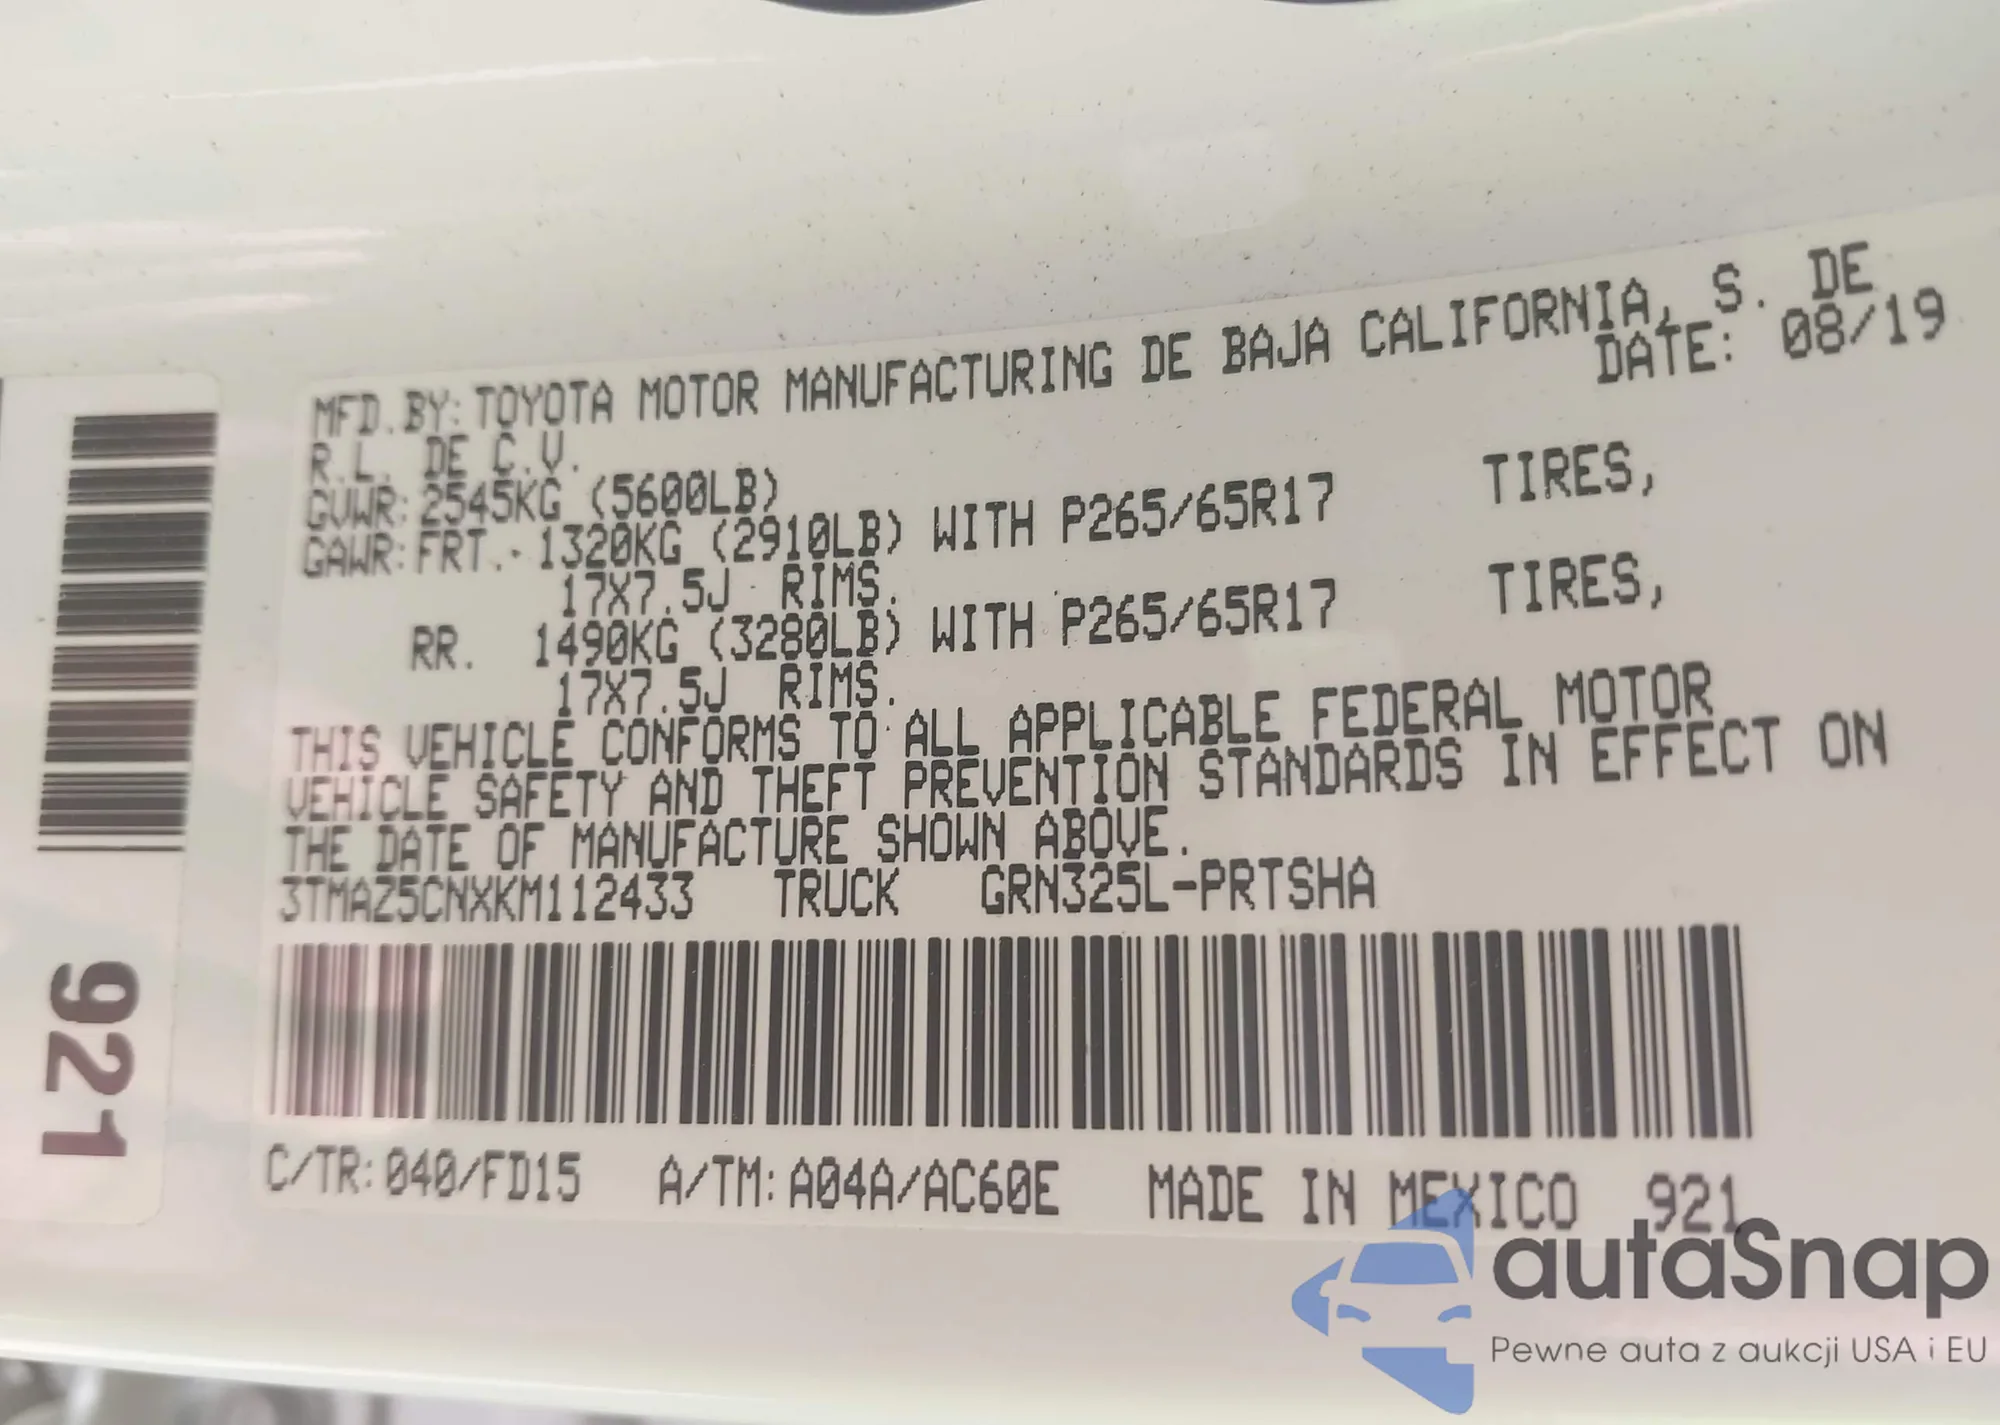 MFD.BY:TOYOTA MOTOR MANUFACTURING DE BAJA CALIFORNIA, S. DE
R.L. DE C.V.
DATE: 08/19
GVWR: 2545KG (5600LB)
GAWR: FRT. 1320KG (2910LB) WITH P265/65R17 TIRES,
17X7.5J RIMS.
RR. 1490KG (3280LB) WITH P265/65R17 TIRES,
17X7.5J RIMS.
THIS VEHICLE CONFORMS TO ALL APPLICABLE FEDERAL MOTOR
VEHICLE SAFETY AND THEFT PREVENTION STANDARDS IN EFFECT ON
THE DATE OF MANUFACTURE SHOWN ABOVE.
3TMAZ5CNXKM112433 TRUCK GRN325L-PRTSHA
C/TR: 040/FD15 A/TM: A04A/AC60E MADE IN MEXICO 921
921
autaSnap
Pewne auta z aukcji USA i EU